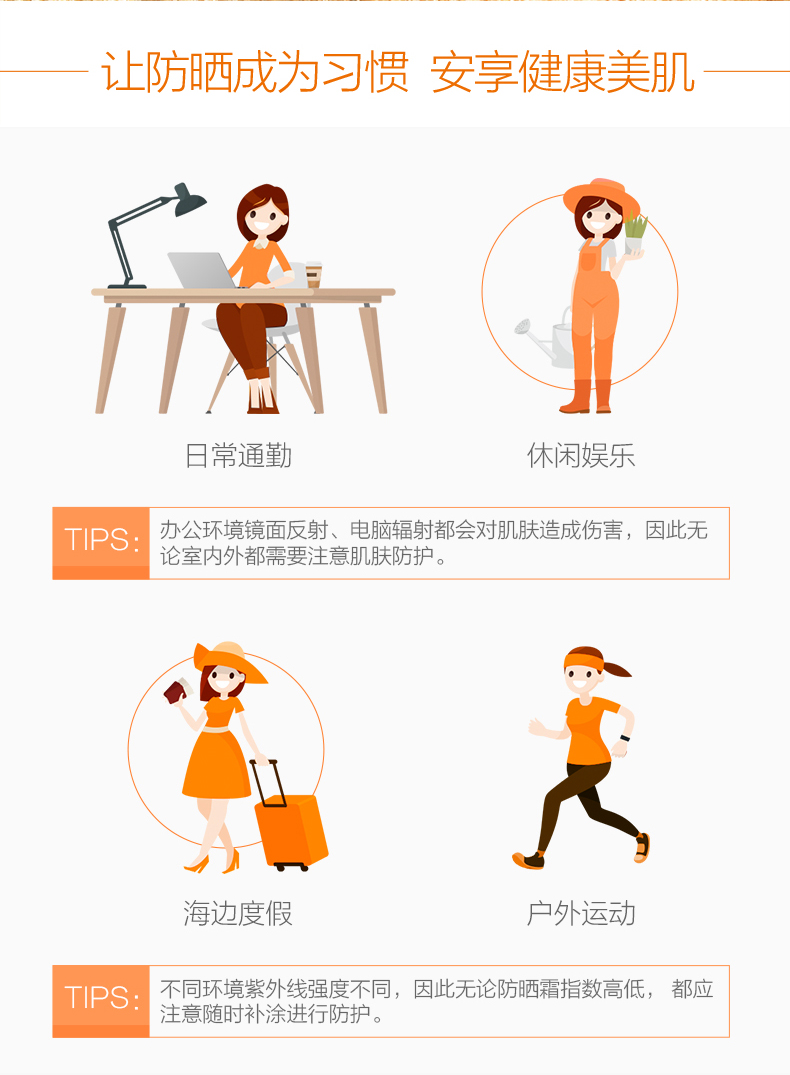 让防晒成为习惯 安享健康美肌
日常通勤
休闲娱乐
TIPS:
办公环境镜面反射、电脑辐射都会对肌肤造成伤害，因此无
论室内外都需要注意肌肤防护。
海边度假
户外运动
TIPS:
不同环境紫外线强度不同，因此无论防晒霜指数高低， 都应
注意随时补涂进行防护。